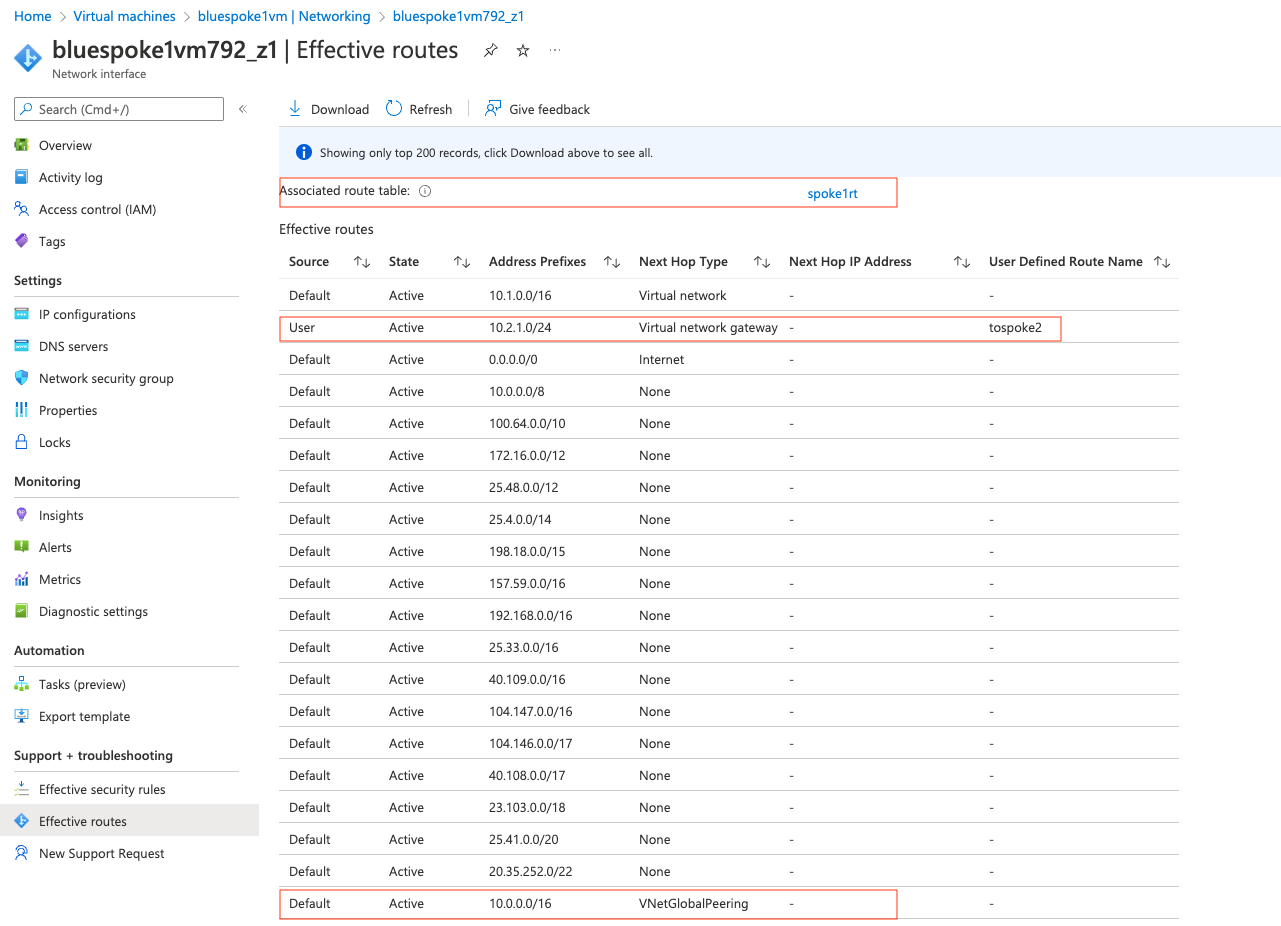 Home > Virtual machines > bluespoke1vm | Networking > bluespoke1vm792_z1
bluespoke1vm792_z1 | Effective routes
Network interface
Search (Cmd+/)
Overview
Activity log
Access control (IAM)
Tags
Settings
IP configurations
DNS servers
Network security group
Properties
Locks
Monitoring
Insights
Alerts
Metrics
Diagnostic settings
Automation
Tasks (preview)
Export template
Support + troubleshooting
Effective security rules
Effective routes
New Support Request
Download Refresh Give feedback
Showing only top 200 records, click Download above to see all.
Associated route table: spoke1rt
Effective routes
Source State Address Prefixes Next Hop Type Next Hop IP Address User Defined Route Name
Default Active 10.1.0.0/16 Virtual network - -
User Active 10.2.1.0/24 Virtual network gateway - tospoke2
Default Active 0.0.0.0/0 Internet - -
Default Active 10.0.0.0/8 None - -
Default Active 100.64.0.0/10 None - -
Default Active 172.16.0.0/12 None - -
Default Active 25.48.0.0/12 None - -
Default Active 25.4.0.0/14 None - -
Default Active 198.18.0.0/15 None - -
Default Active 157.59.0.0/16 None - -
Default Active 192.168.0.0/16 None - -
Default Active 25.33.0.0/16 None - -
Default Active 40.109.0.0/16 None - -
Default Active 104.147.0.0/16 None - -
Default Active 104.146.0.0/17 None - -
Default Active 40.108.0.0/17 None - -
Default Active 23.103.0.0/18 None - -
Default Active 25.41.0.0/20 None - -
Default Active 20.35.252.0/22 None - -
Default Active 10.0.0.0/16 VNetGlobalPeering - -